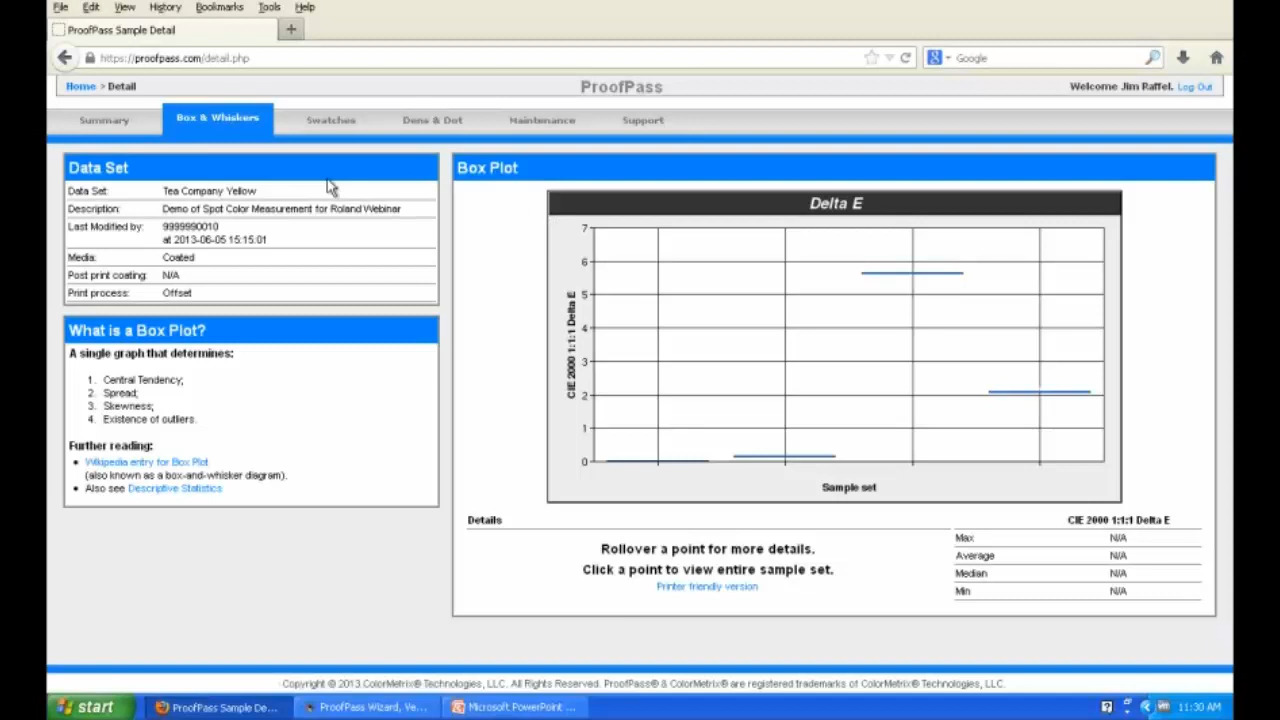 File Edit View History Bookmarks Tools Help
ProofPass Sample Detail
https://proofpass.com/detail.php
Google
Home > Detail
ProofPass
Welcome Jim Raffel. Log Out
Summary Box & Whiskers Swatches Dens & Dot Maintenance Support
Data Set
Data Set: Tea Company Yellow
Description: Demo of Spot Color Measurement for Roland Webinar
Last Modified by: 9999990010
at 2013-06-05 15:15:01
Media: Coated
Post print coating: N/A
Print process: Offset
What is a Box Plot?
A single graph that determines:
1. Central Tendency;
2. Spread;
3. Skewness;
4. Existence of outliers.
Further reading:
Wikipedia entry for Box Plot
(also known as a box-and-whisker diagram).
Also see Descriptive Statistics
Box Plot
Delta E
7
6
5
4
3
2
1
0
CIE 2000 1:1:1 Delta E
Sample set
Details
Rollover a point for more details.
Click a point to view entire sample set.
Printer friendly version
CIE 2000 1:1:1 Delta E
Max N/A
Average N/A
Median N/A
Min N/A
Copyright © 2013 ColorMetrix® Technologies, LLC. All Rights Reserved. ProofPass® & ColorMetrix® are registered trademarks of ColorMetrix® Technologies, LLC.
start ProofPass Sample De... ProofPass Wizard, Ve... Microsoft PowerPoint ... 11:30 AM